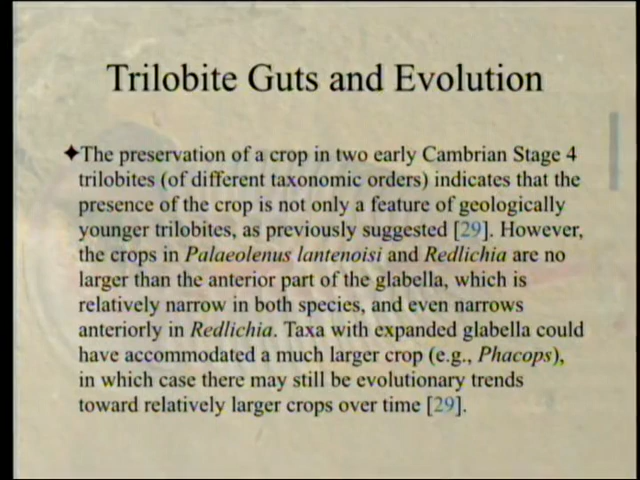 Trilobite Guts and Evolution
✦The preservation of a crop in two early Cambrian Stage 4
trilobites (of different taxonomic orders) indicates that the
presence of the crop is not only a feature of geologically
younger trilobites, as previously suggested [29]. However,
the crops in Palaeolenus lantenoisi and Redlichia are no
larger than the anterior part of the glabella, which is
relatively narrow in both species, and even narrows
anteriorly in Redlichia. Taxa with expanded glabella could
have accommodated a much larger crop (e.g., Phacops),
in which case there may still be evolutionary trends
toward relatively larger crops over time [29].